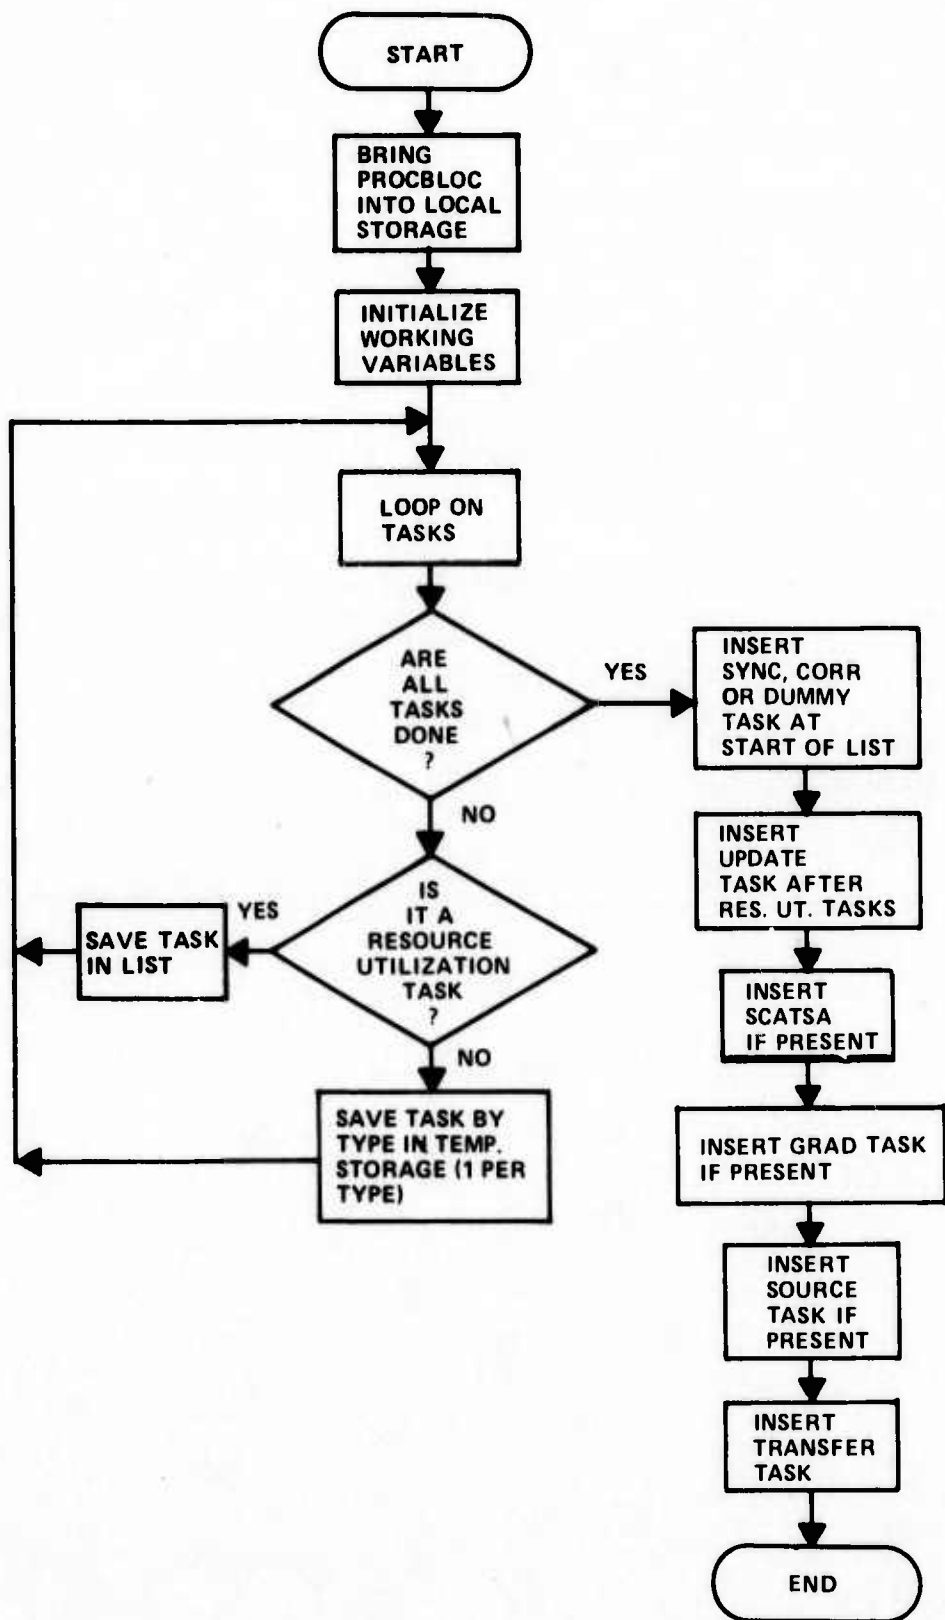 START
BRING
PROCBLOC
INTO LOCAL
STORAGE
INITIALIZE
WORKING
VARIABLES
LOOP ON
TASKS
ARE
ALL
TASKS
DONE
?
YES
NO
IS
IT A
RESOURCE
UTILIZATION
TASK
?
YES
SAVE TASK
IN LIST
NO
SAVE TASK BY
TYPE IN TEMP.
STORAGE (1 PER
TYPE)
INSERT
SYNC, CORR
OR DUMMY
TASK AT
START OF LIST
INSERT
UPDATE
TASK AFTER
RES. UT. TASKS
INSERT
SCATSA
IF PRESENT
INSERT GRAD TASK
IF PRESENT
INSERT
SOURCE
TASK IF
PRESENT
INSERT
TRANSFER
TASK
END